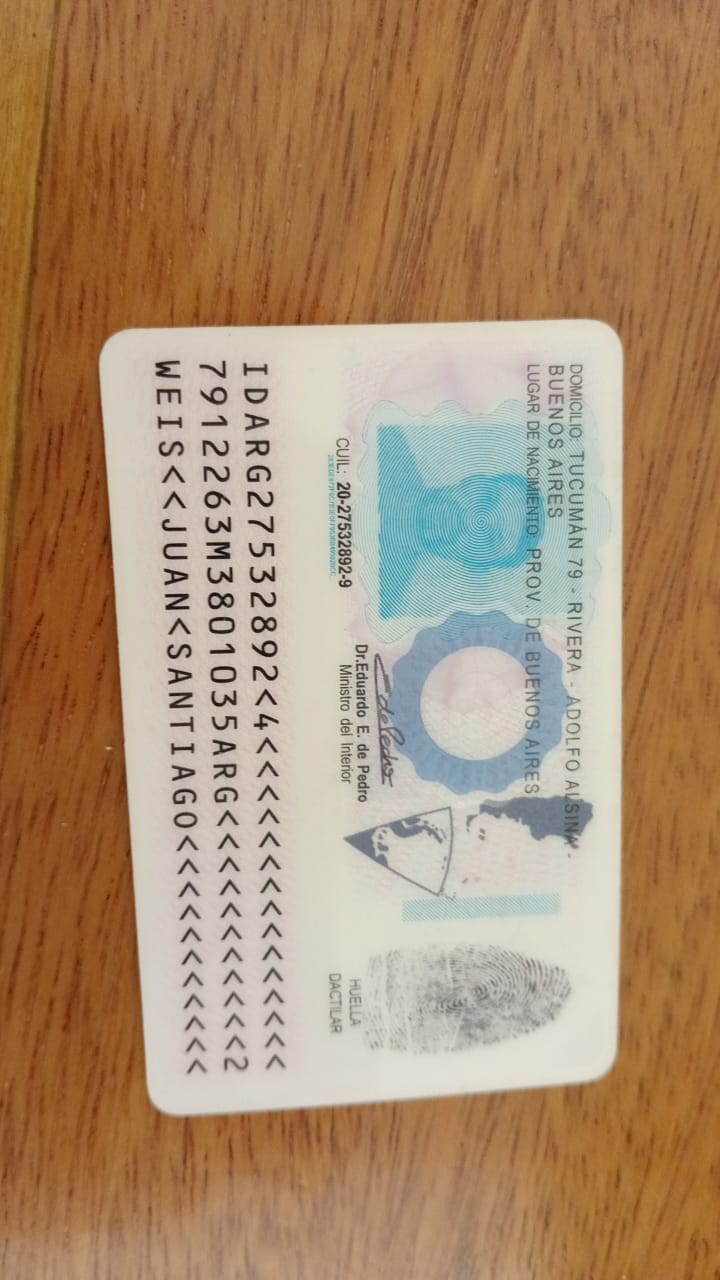 DOMICILIO: TUCUMÁN 79 - RIVERA - ADOLFO ALSINA -
BUENOS AIRES
LUGAR DE NACIMIENTO: PROV. DE BUENOS AIRES
CUIL: 20-27532892-9
Dr.Eduardo E. de Pedro
Ministro del Interior
HUELLA
DACTILAR
IDARG27532892<4<<<<<<<<<<<<<<<
7912263M3801035ARG<<<<<<<<<<<2
WEIS<<JUAN<SANTIAGO<<<<<<<<<<<